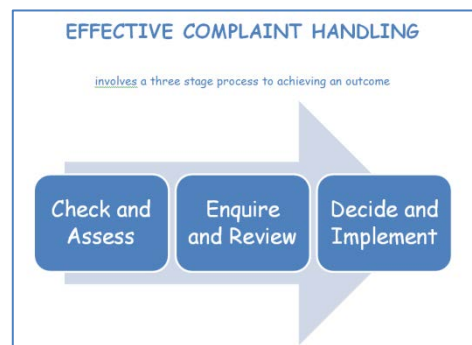 EFFECTIVE COMPLAINT HANDLING
involves a three stage process to achieving an outcome
Check and
Assess
Enquire
and Review
Decide and
Implement